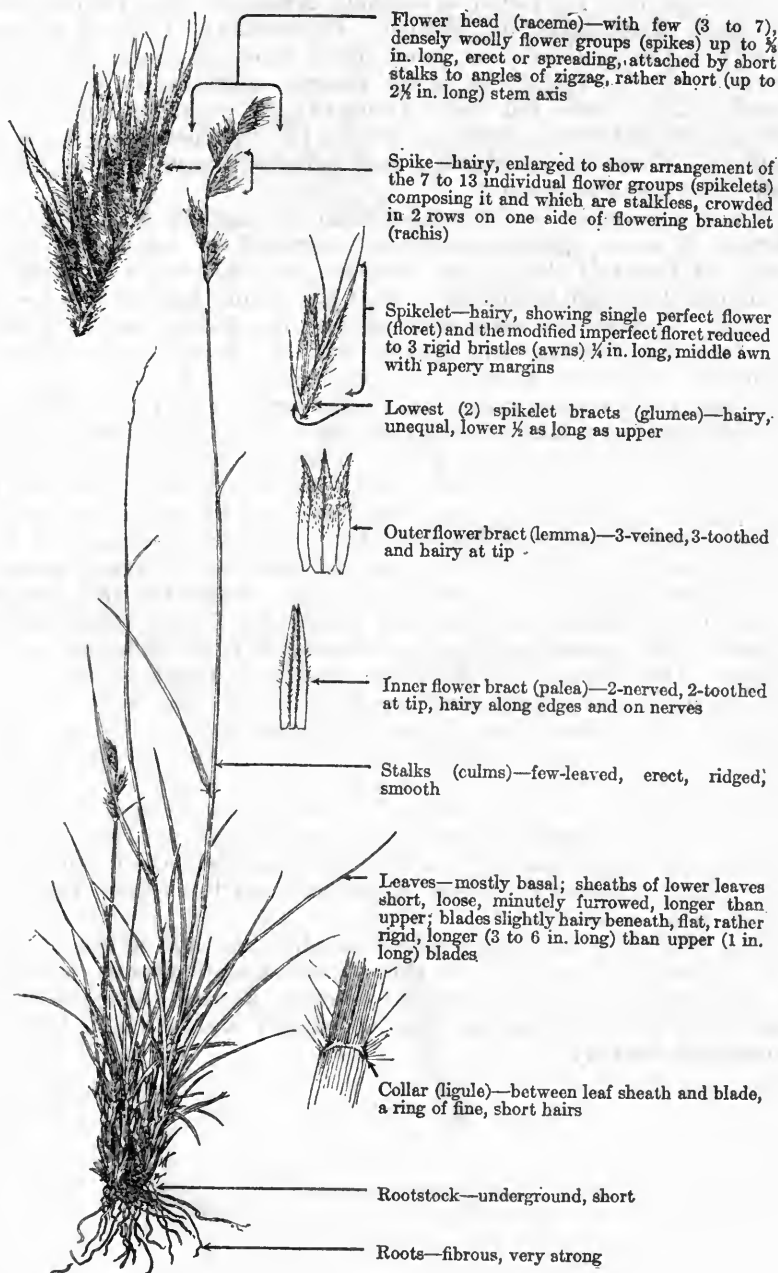 Flower head (raceme)—with few (3 to 7),
densely woolly flower groups (spikes) up to ⅝
in. long, erect or spreading, attached by short
stalks to angles of zigzag, rather short (up to
2½ in. long) stem axis
Spike—hairy, enlarged to show arrangement of
the 7 to 13 individual flower groups (spikelets)
composing it and which are stalkless, crowded
in 2 rows on one side of flowering branchlet
(rachis)
Spikelet—hairy, showing single perfect flower
(floret) and the modified imperfect floret reduced
to 3 rigid bristles (awns) ¼ in. long, middle awn
with papery margins
Lowest (2) spikelet bracts (glumes)—hairy,
unequal, lower ½ as long as upper
Outer flower bract (lemma)—3-veined, 3-toothed
and hairy at tip
Inner flower bract (palea)—2-nerved, 2-toothed
at tip, hairy along edges and on nerves
Stalks (culms)—few-leaved, erect, ridged,
smooth
Leaves—mostly basal; sheaths of lower leaves
short, loose, minutely furrowed, longer than
upper; blades slightly hairy beneath, flat, rather
rigid, longer (3 to 6 in. long) than upper (1 in.
long) blades
Collar (ligule)—between leaf sheath and blade,
a ring of fine, short hairs
Rootstock—underground, short
Roots—fibrous, very strong